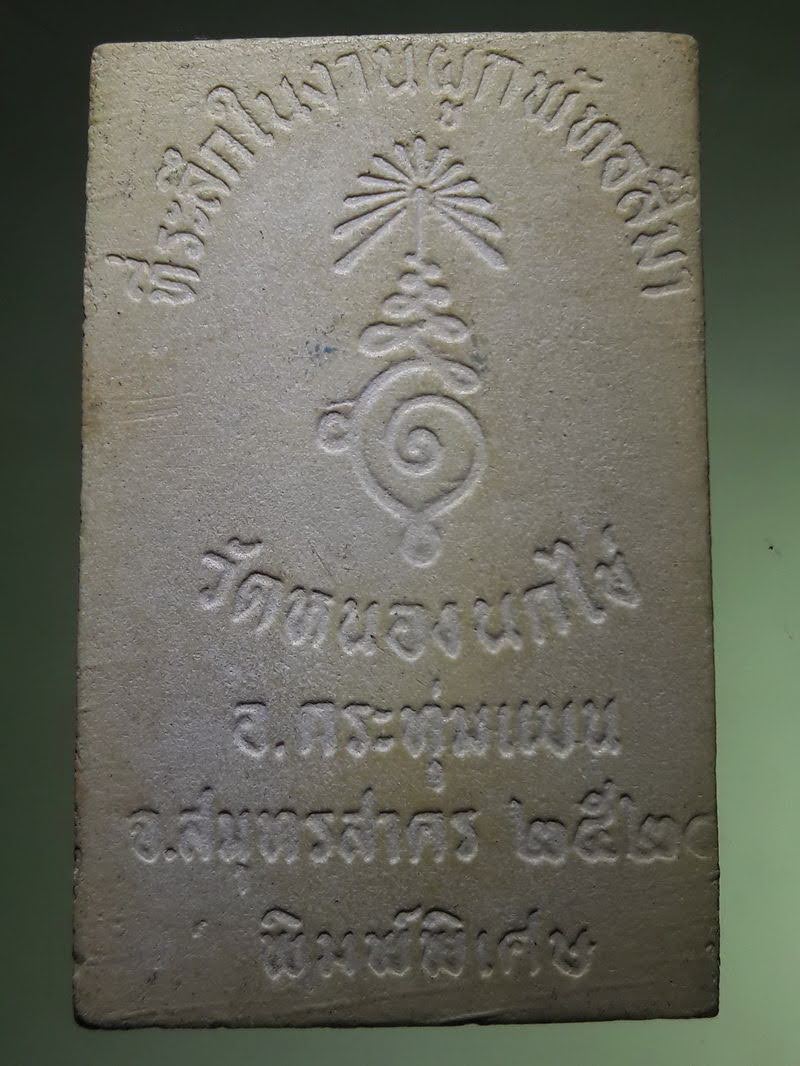 ที่ระลึกในงานผูกพัทธสีมา
วัดหนองนกไข่
อ.กระทุ่มแบน
จ.สมุทรสาคร ๒๕๒๐
พิมพ์พิเศษ